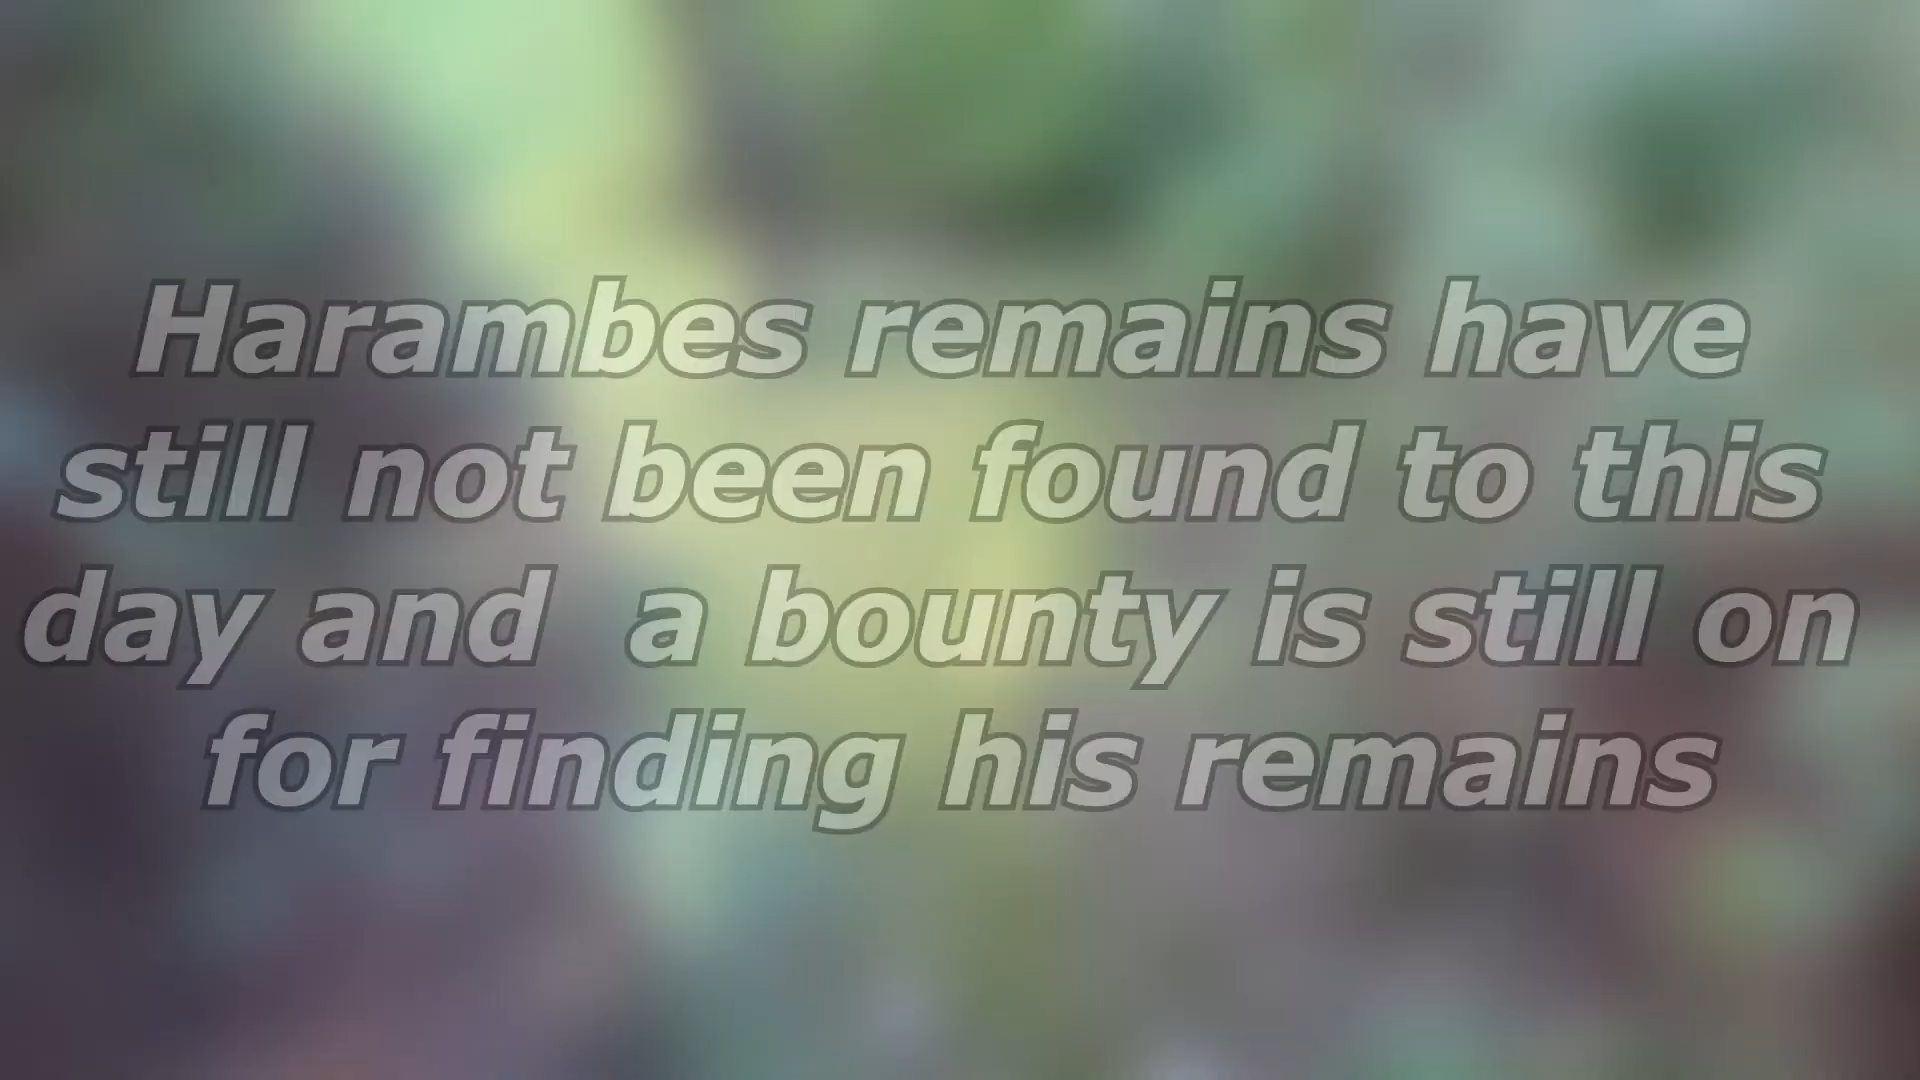 Harambes remains have
still not been found to this
day and  a bounty is still on
for finding his remains